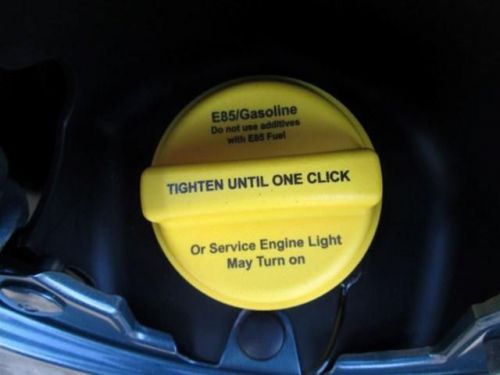 E85/Gasoline
Do not use additives
with E85 Fuel
TIGHTEN UNTIL ONE CLICK
Or Service Engine Light
May Turn on